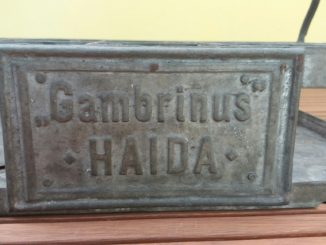 „Gambrinus"
· HAIDA ·